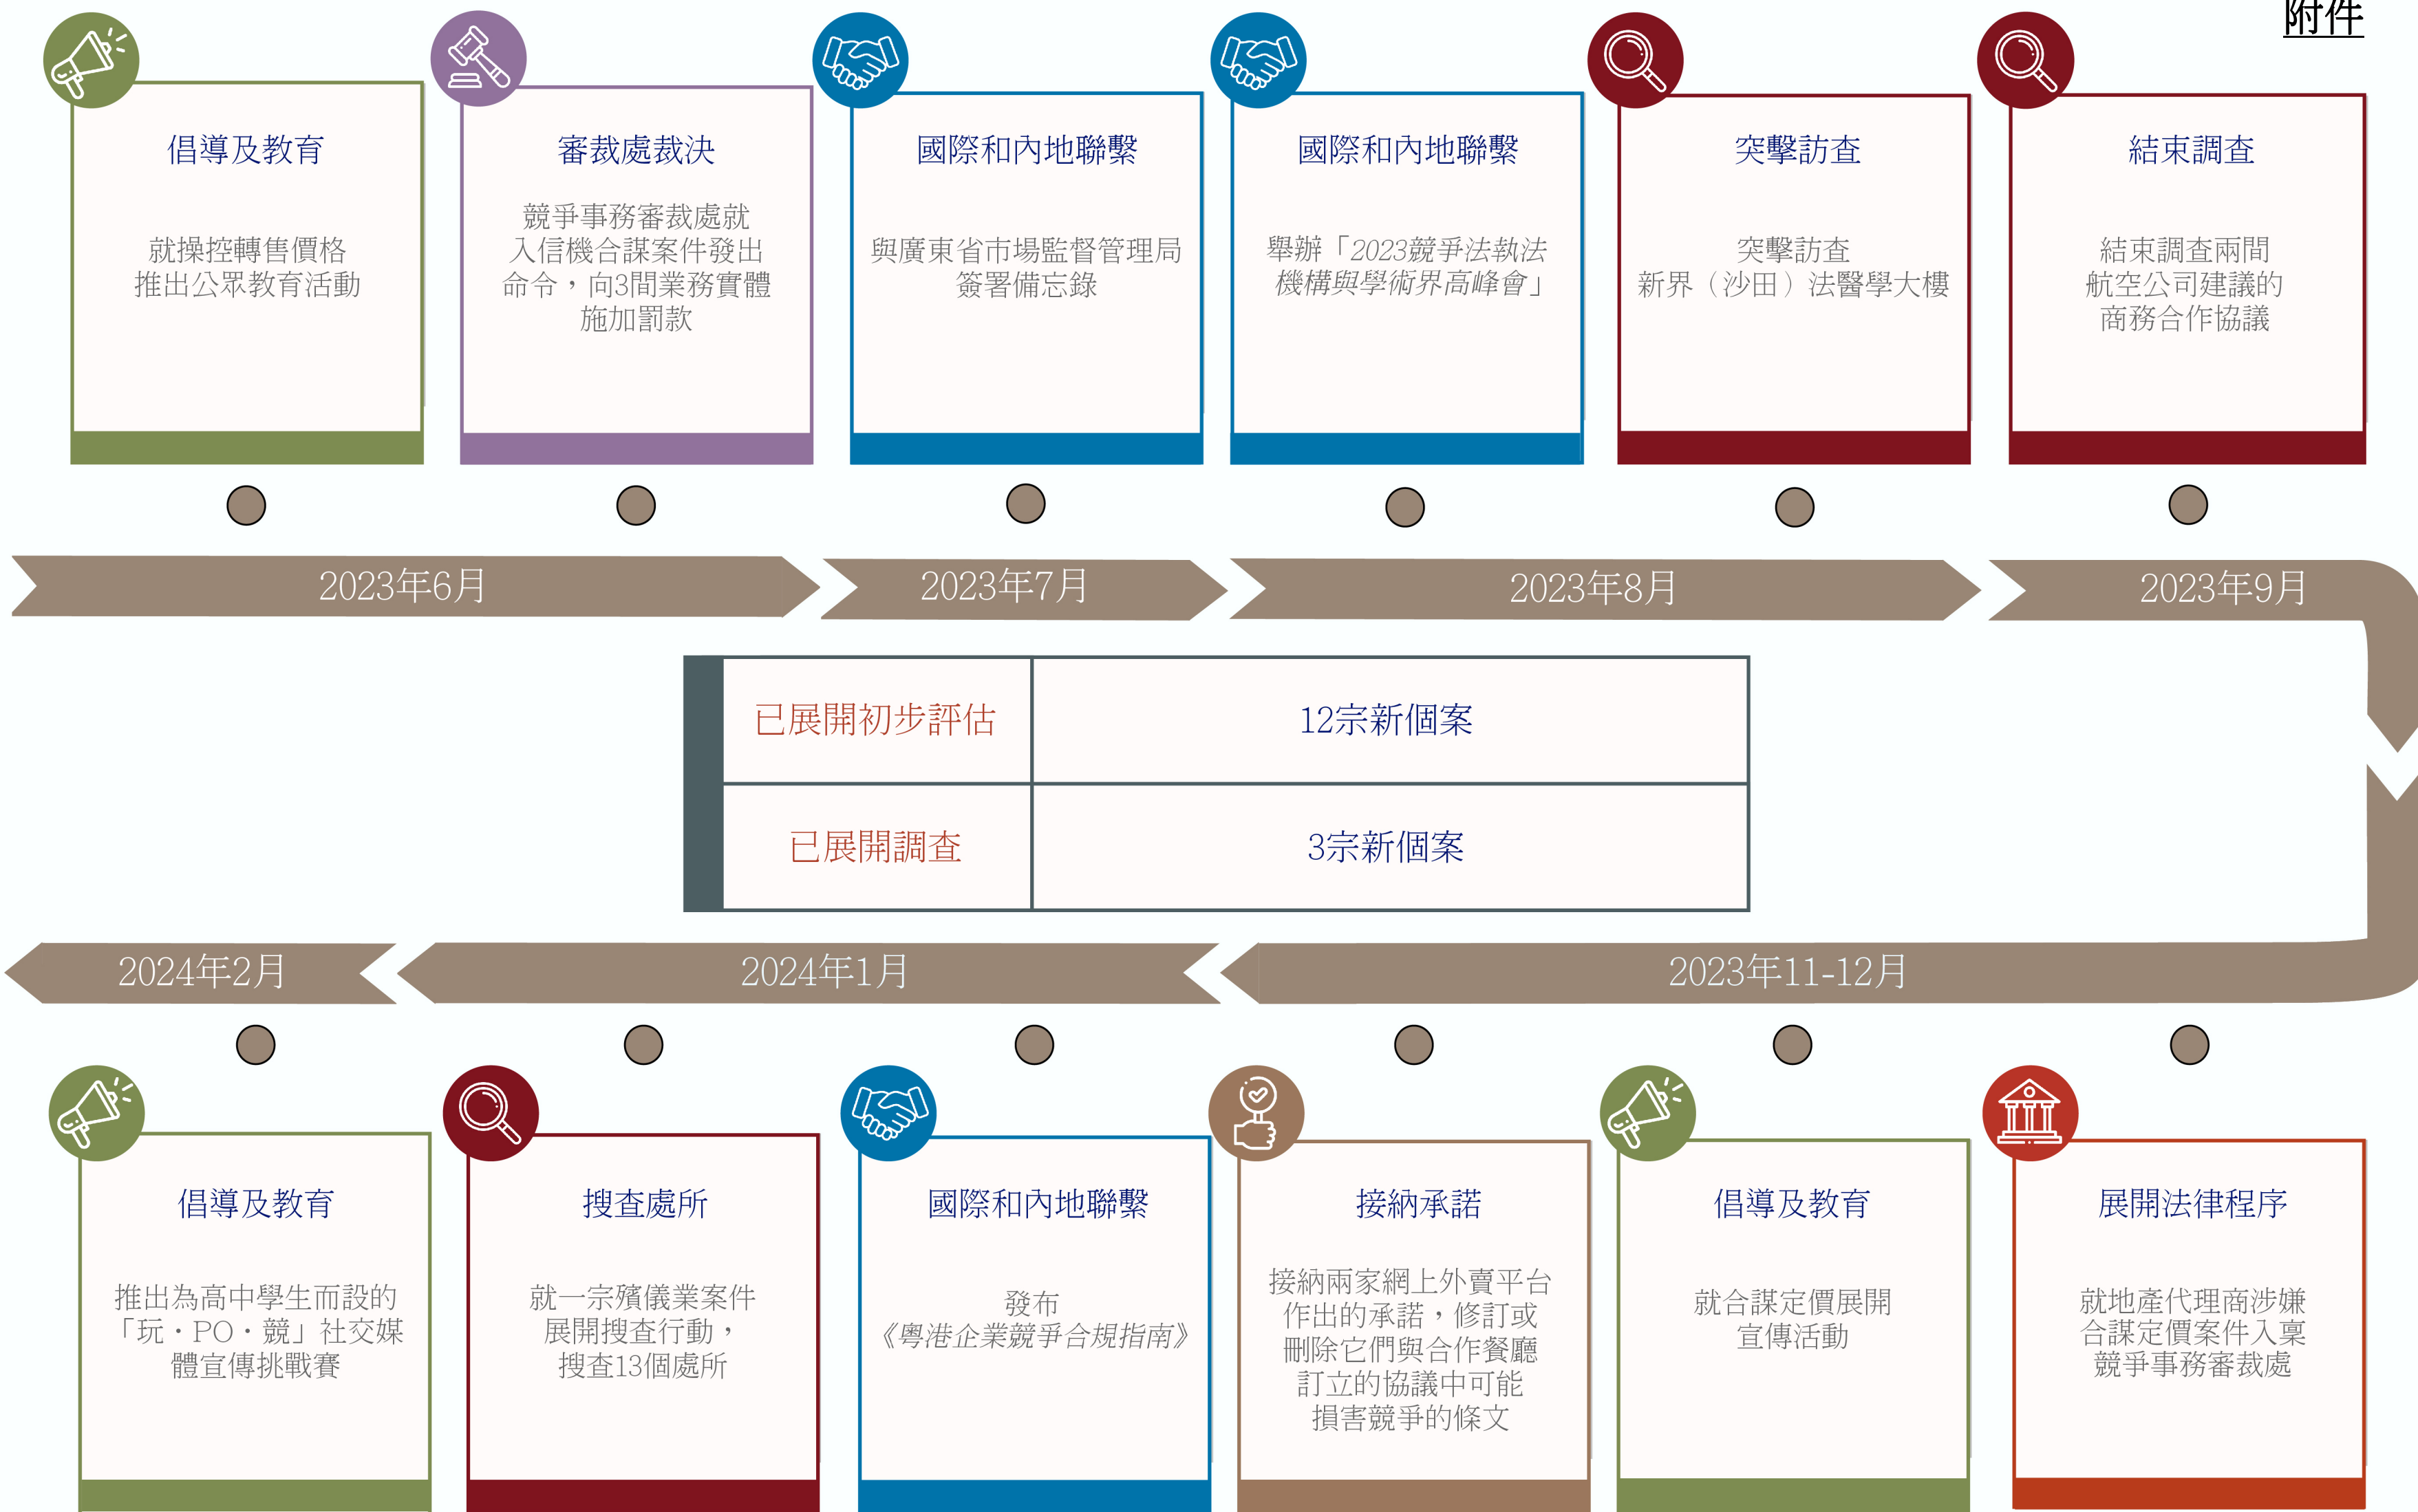 附件
倡導及教育
就操控轉售價格
推出公眾教育活動
審裁處裁決
競爭事務審裁處就
入信機合謀案件發出
命令，向3間業務實體
施加罰款
國際和內地聯繫
與廣東省市場監督管理局
簽署備忘錄
國際和內地聯繫
舉辦「2023競爭法執法
機構與學術界高峰會」
突擊訪查
突擊訪查
新界（沙田）法醫學大樓
結束調查
結束調查兩間
航空公司建議的
商務合作協議
2023年6月
2023年7月
2023年8月
2023年9月
已展開初步評估
12宗新個案
已展開調查
3宗新個案
2024年2月
2024年1月
2023年11-12月
倡導及教育
推出為高中學生而設的
「玩・PO・競」社交媒
體宣傳挑戰賽
搜查處所
就一宗殯儀業案件
展開搜查行動，
搜查13個處所
國際和內地聯繫
發布
《粵港企業競爭合規指南》
接納承諾
接納兩家網上外賣平台
作出的承諾，修訂或
刪除它們與合作餐廳
訂立的協議中可能
損害競爭的條文
倡導及教育
就合謀定價展開
宣傳活動
展開法律程序
就地產代理商涉嫌
合謀定價案件入稟
競爭事務審裁處